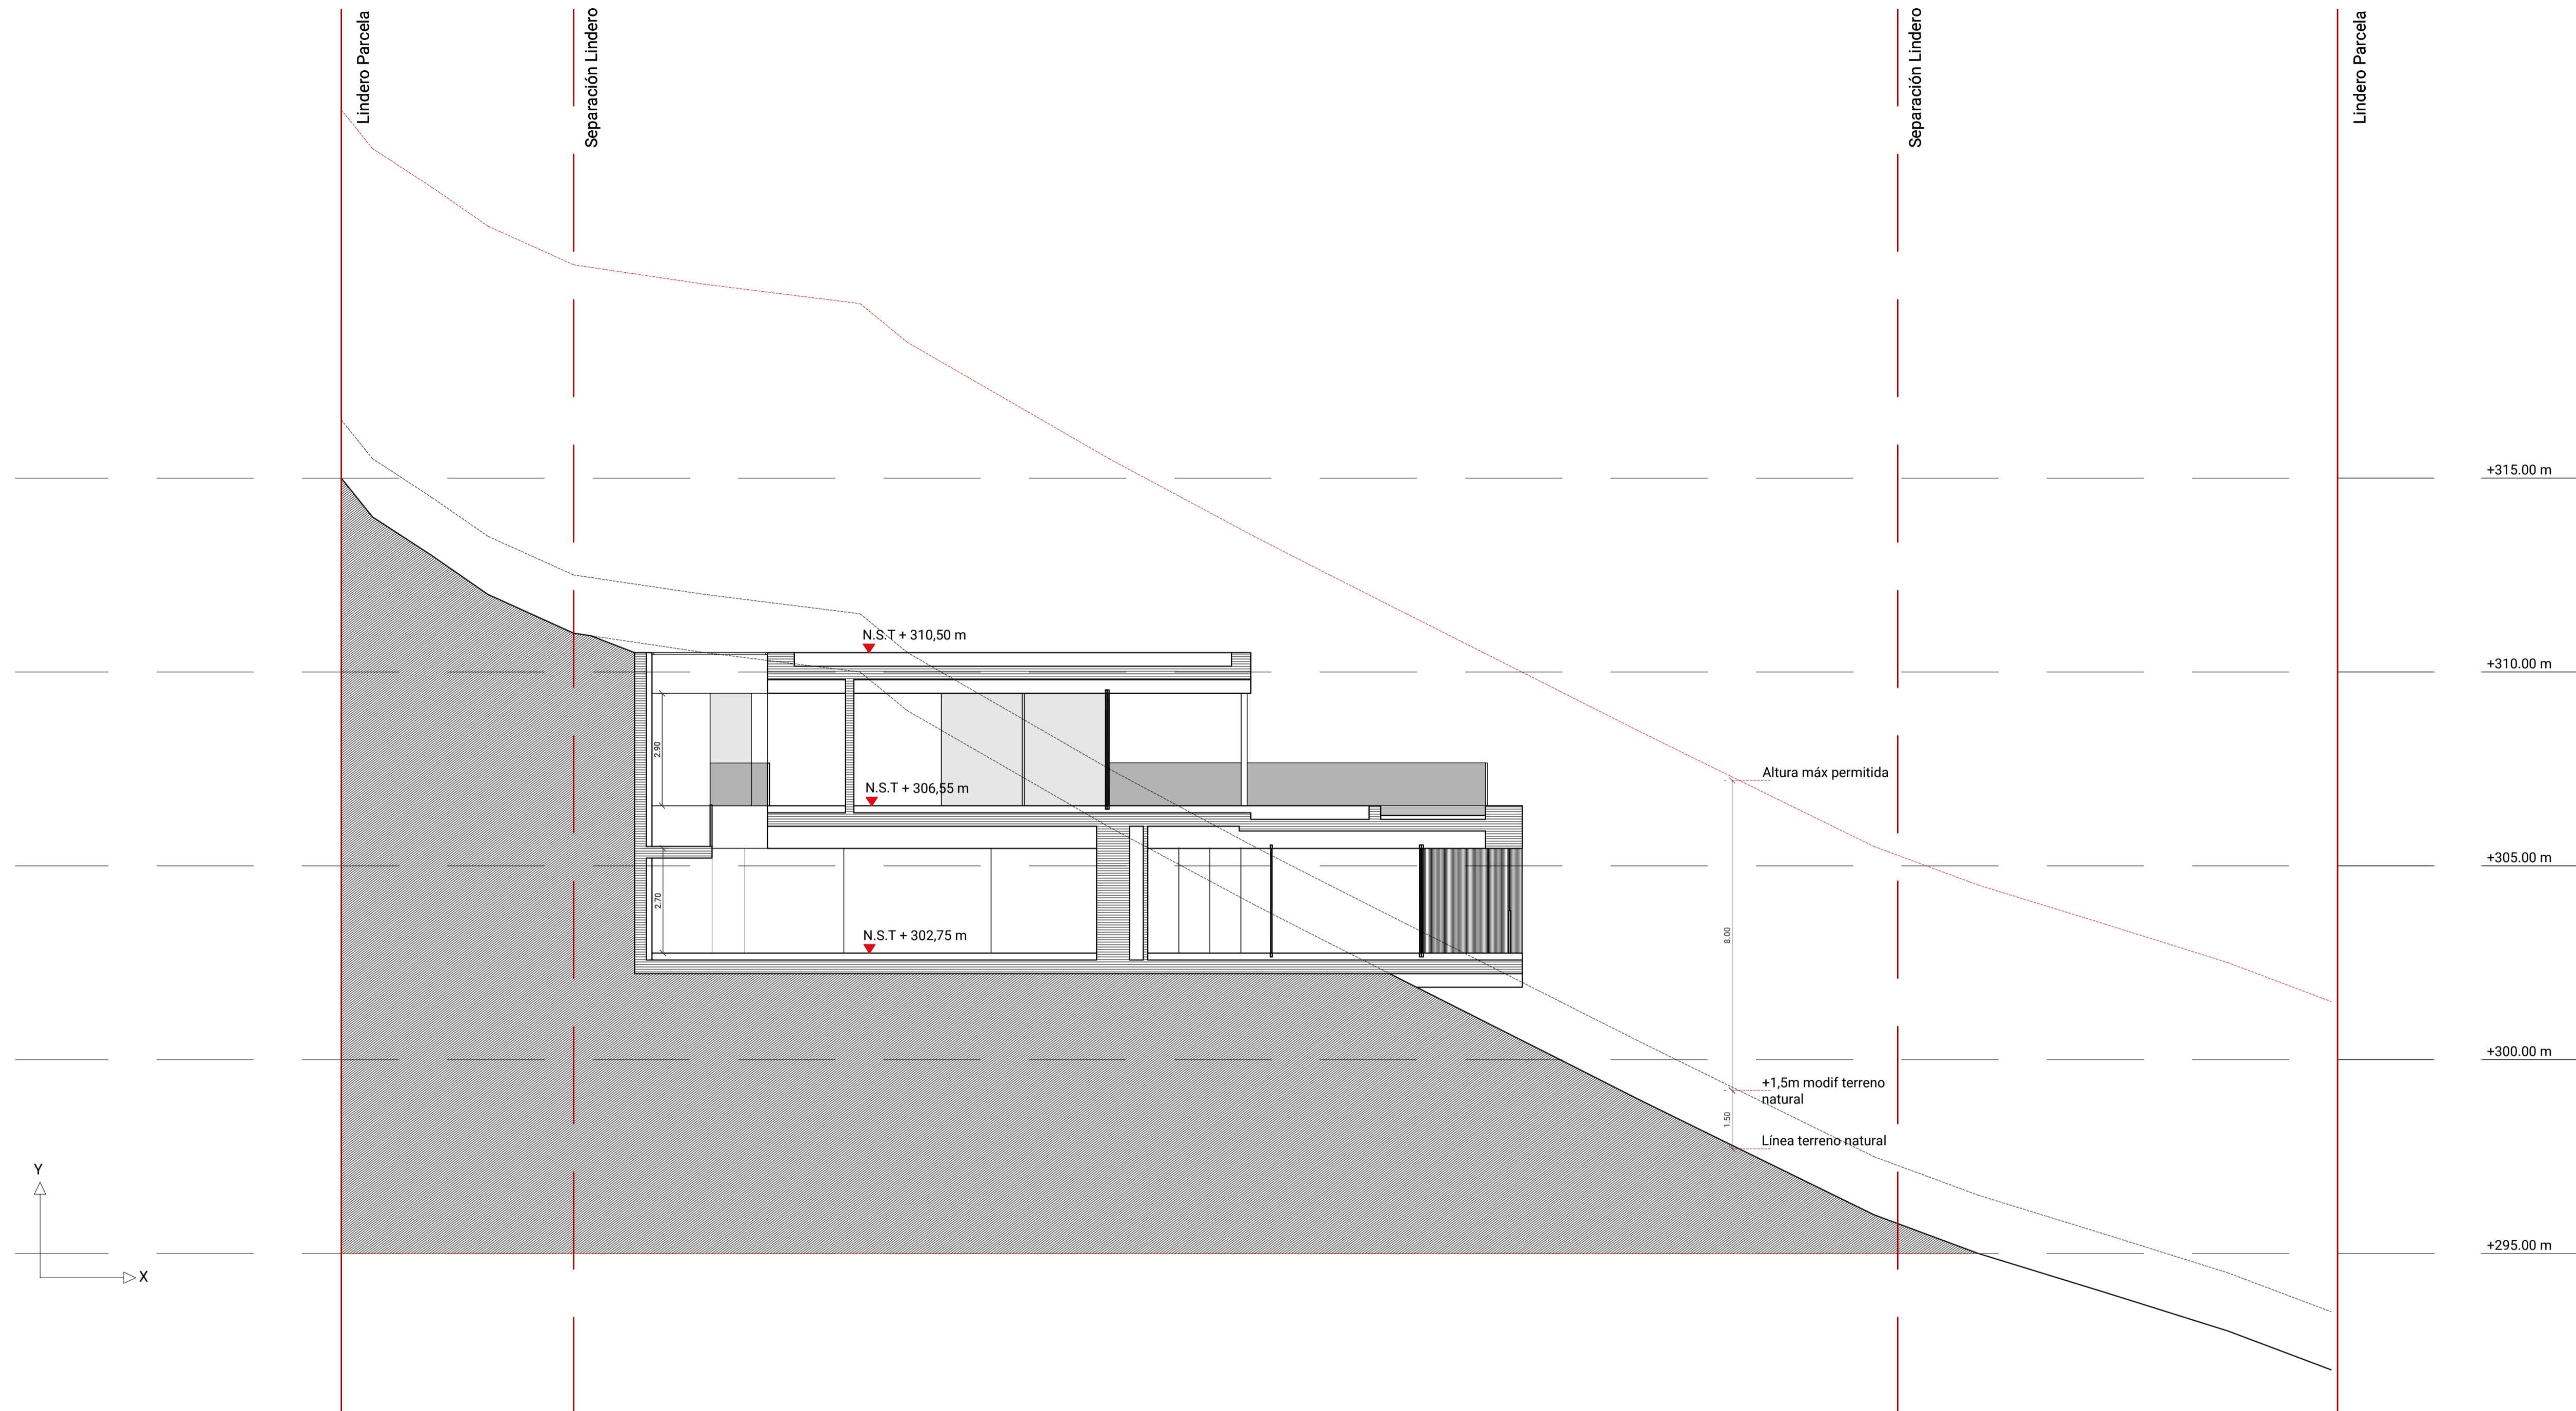 Lindero Parcela
Separación Lindero
Separación Lindero
Lindero Parcela
+315.00 m
N.S.T + 310,50 m
+310.00 m
2.90
N.S.T + 306,55 m
Altura máx permitida
+305.00 m
2.70
N.S.T + 302,75 m
8.00
+300.00 m
+1,5m modif terreno
natural
1.50
Línea terreno natural
Y
+295.00 m
X